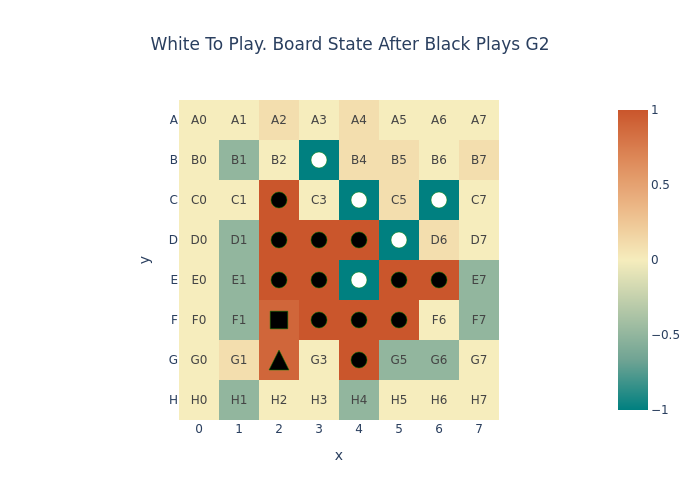 White To Play. Board State After Black Plays G2
A A0 A1 A2 A3 A4 A5 A6 A7
B B0 B1 B2 B4 B5 B6 B7
C C0 C1 C3 C5 C7
D D0 D1 D6 D7
E E0 E1 E7
F F0 F1 F6 F7
G G0 G1 G3 G5 G6 G7
H H0 H1 H2 H3 H4 H5 H6 H7
0 1 2 3 4 5 6 7
x
y
1
0.5
0
−0.5
−1